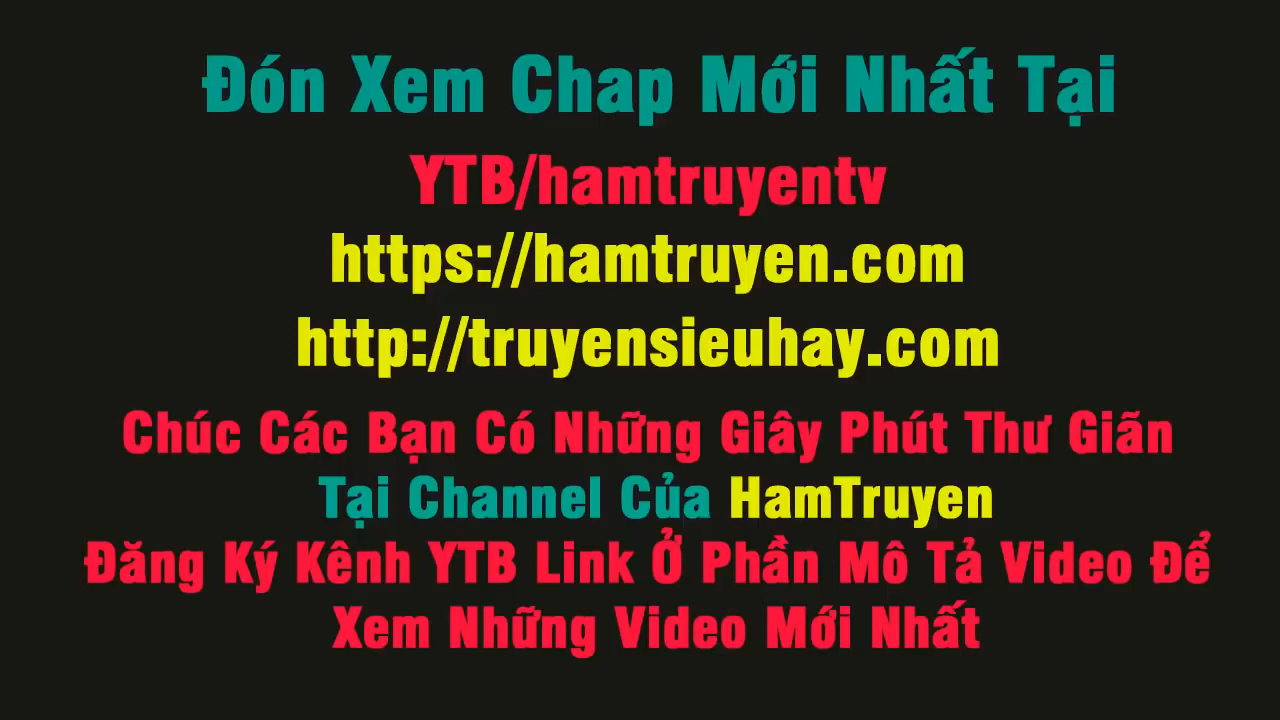 Đón Xem Chap Mới Nhất Tại
YTB/hamtruyentv
https://hamtruyen.com
http://truyensieuhay.com
Chúc Các Bạn Có Những Giây Phút Thư Giãn
Tại Channel Của HamTruyen
Đăng Ký Kênh YTB Link Ở Phần Mô Tả Video Để
Xem Những Video Mới Nhất